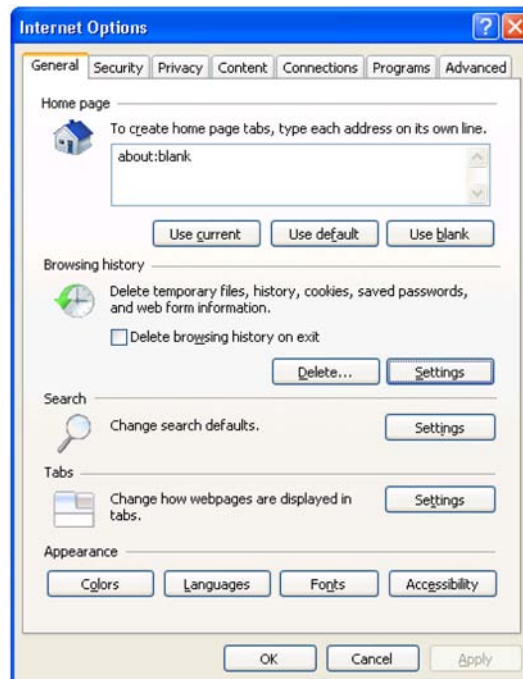 Internet Options
General Security Privacy Content Connections Programs Advanced
Home page
To create home page tabs, type each address on its own line.
about:blank
Use current Use default Use blank
Browsing history
Delete temporary files, history, cookies, saved passwords,
and web form information.
Delete browsing history on exit
Delete... Settings
Search
Change search defaults. Settings
Tabs
Change how webpages are displayed in
tabs.
Settings
Appearance
Colors Languages Fonts Accessibility
OK Cancel Apply